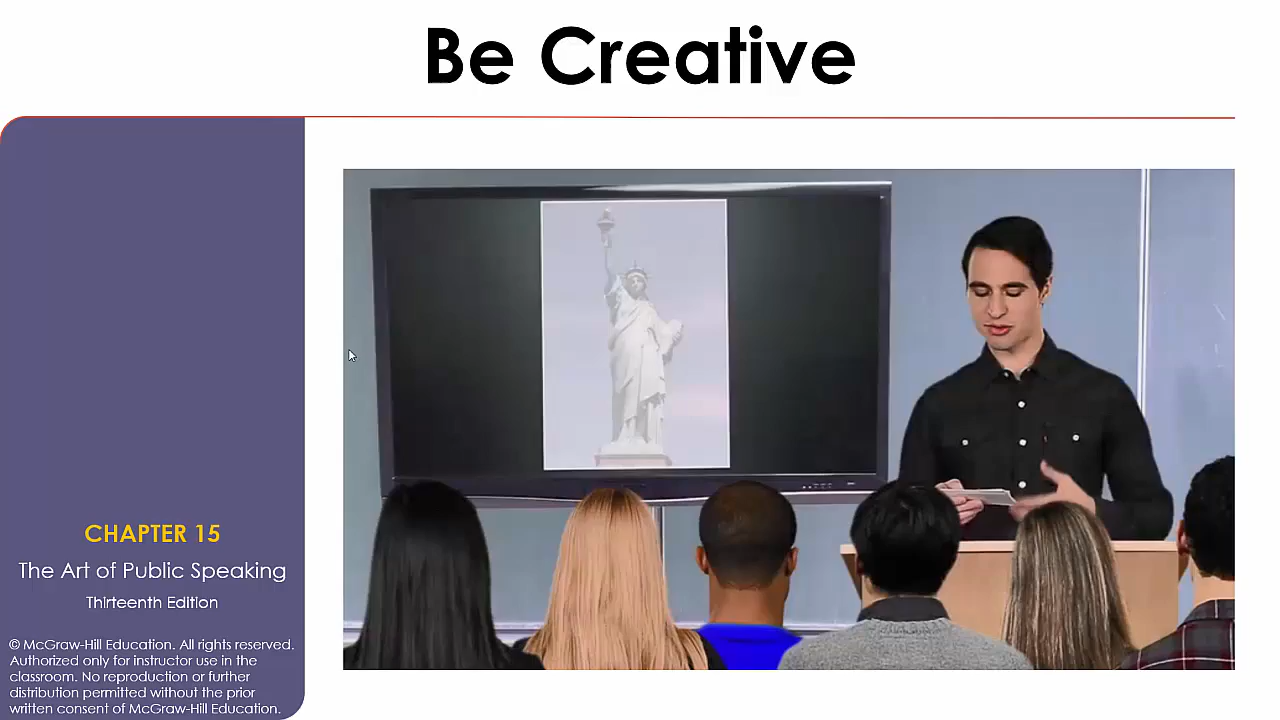 Be Creative
CHAPTER 15
The Art of Public Speaking
Thirteenth Edition
© McGraw-Hill Education. All rights reserved.
Authorized only for instructor use in the
classroom. No reproduction or further
distribution permitted without the prior
written consent of McGraw-Hill Education.